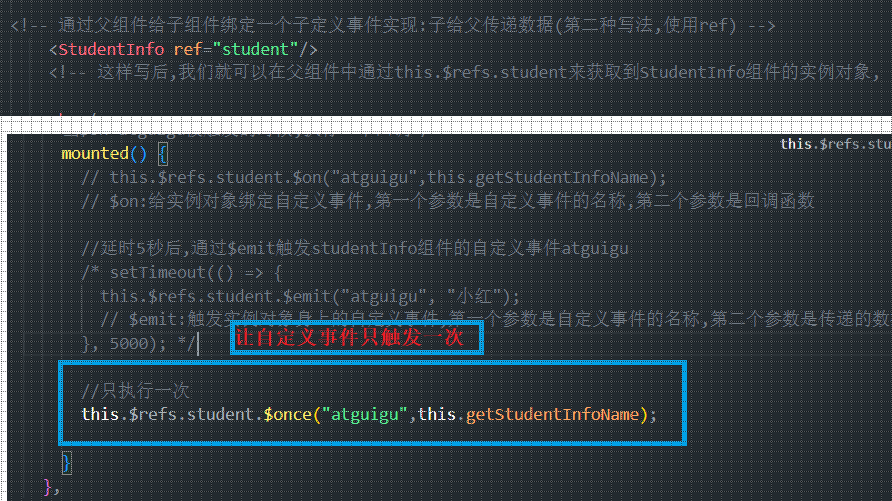 <!-- 通过父组件给子组件绑定一个子定义事件实现:子给父传递数据(第二种写法,使用ref) -->
<StudentInfo ref="student"/>
<!-- 这样写后,我们就可以在父组件中通过this.$refs.student来获取到StudentInfo组件的实例对象,
this.$refs.stu
mounted() {
// this.$refs.student.$on("atguigu",this.getStudentInfoName);
// $on:给实例对象绑定自定义事件,第一个参数是自定义事件的名称,第二个参数是回调函数
//延时5秒后,通过$emit触发studentInfo组件的自定义事件atguigu
/* setTimeout(() => {
this.$refs.student.$emit("atguigu", "小红");
// $emit:触发实例对象身上的自定义事件,第一个参数是自定义事件的名称,第二个参数是传递的数
}, 5000); */
让自定义事件只触发一次
//只执行一次
this.$refs.student.$once("atguigu",this.getStudentInfoName);
}
},